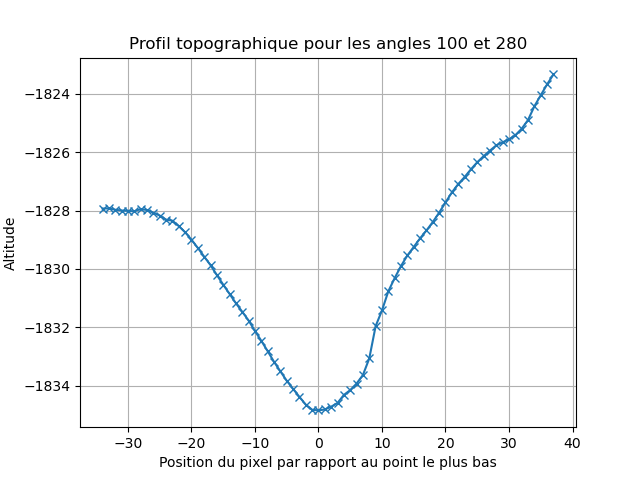 Profil topographique pour les angles 100 et 280
−1824
−1826
−1828
−1830
−1832
−1834
Altitude
−30 −20 −10 0 10 20 30 40
Position du pixel par rapport au point le plus bas